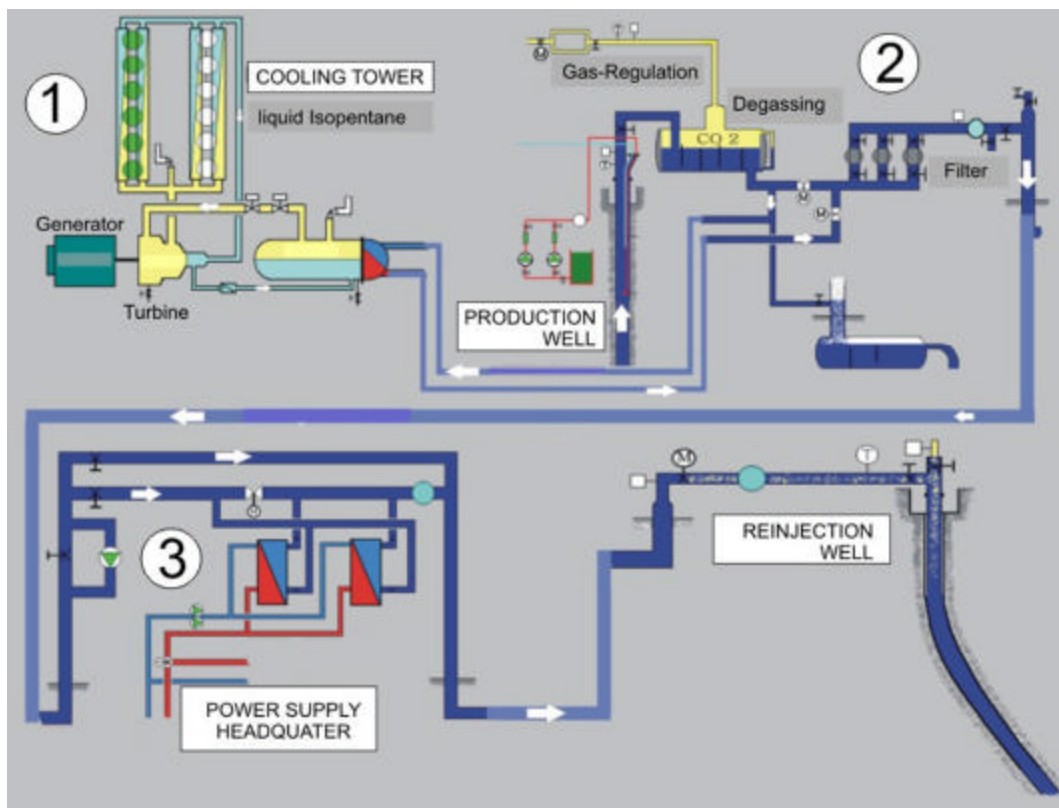 1
COOLING TOWER
liquid Isopentane
Generator
Turbine
Gas-Regulation
M
T
Degassing
CO 2
2
Filter
M
M
PRODUCTION
WELL
3
POWER SUPPLY
HEADQUATER
M
T
REINJECTION
WELL